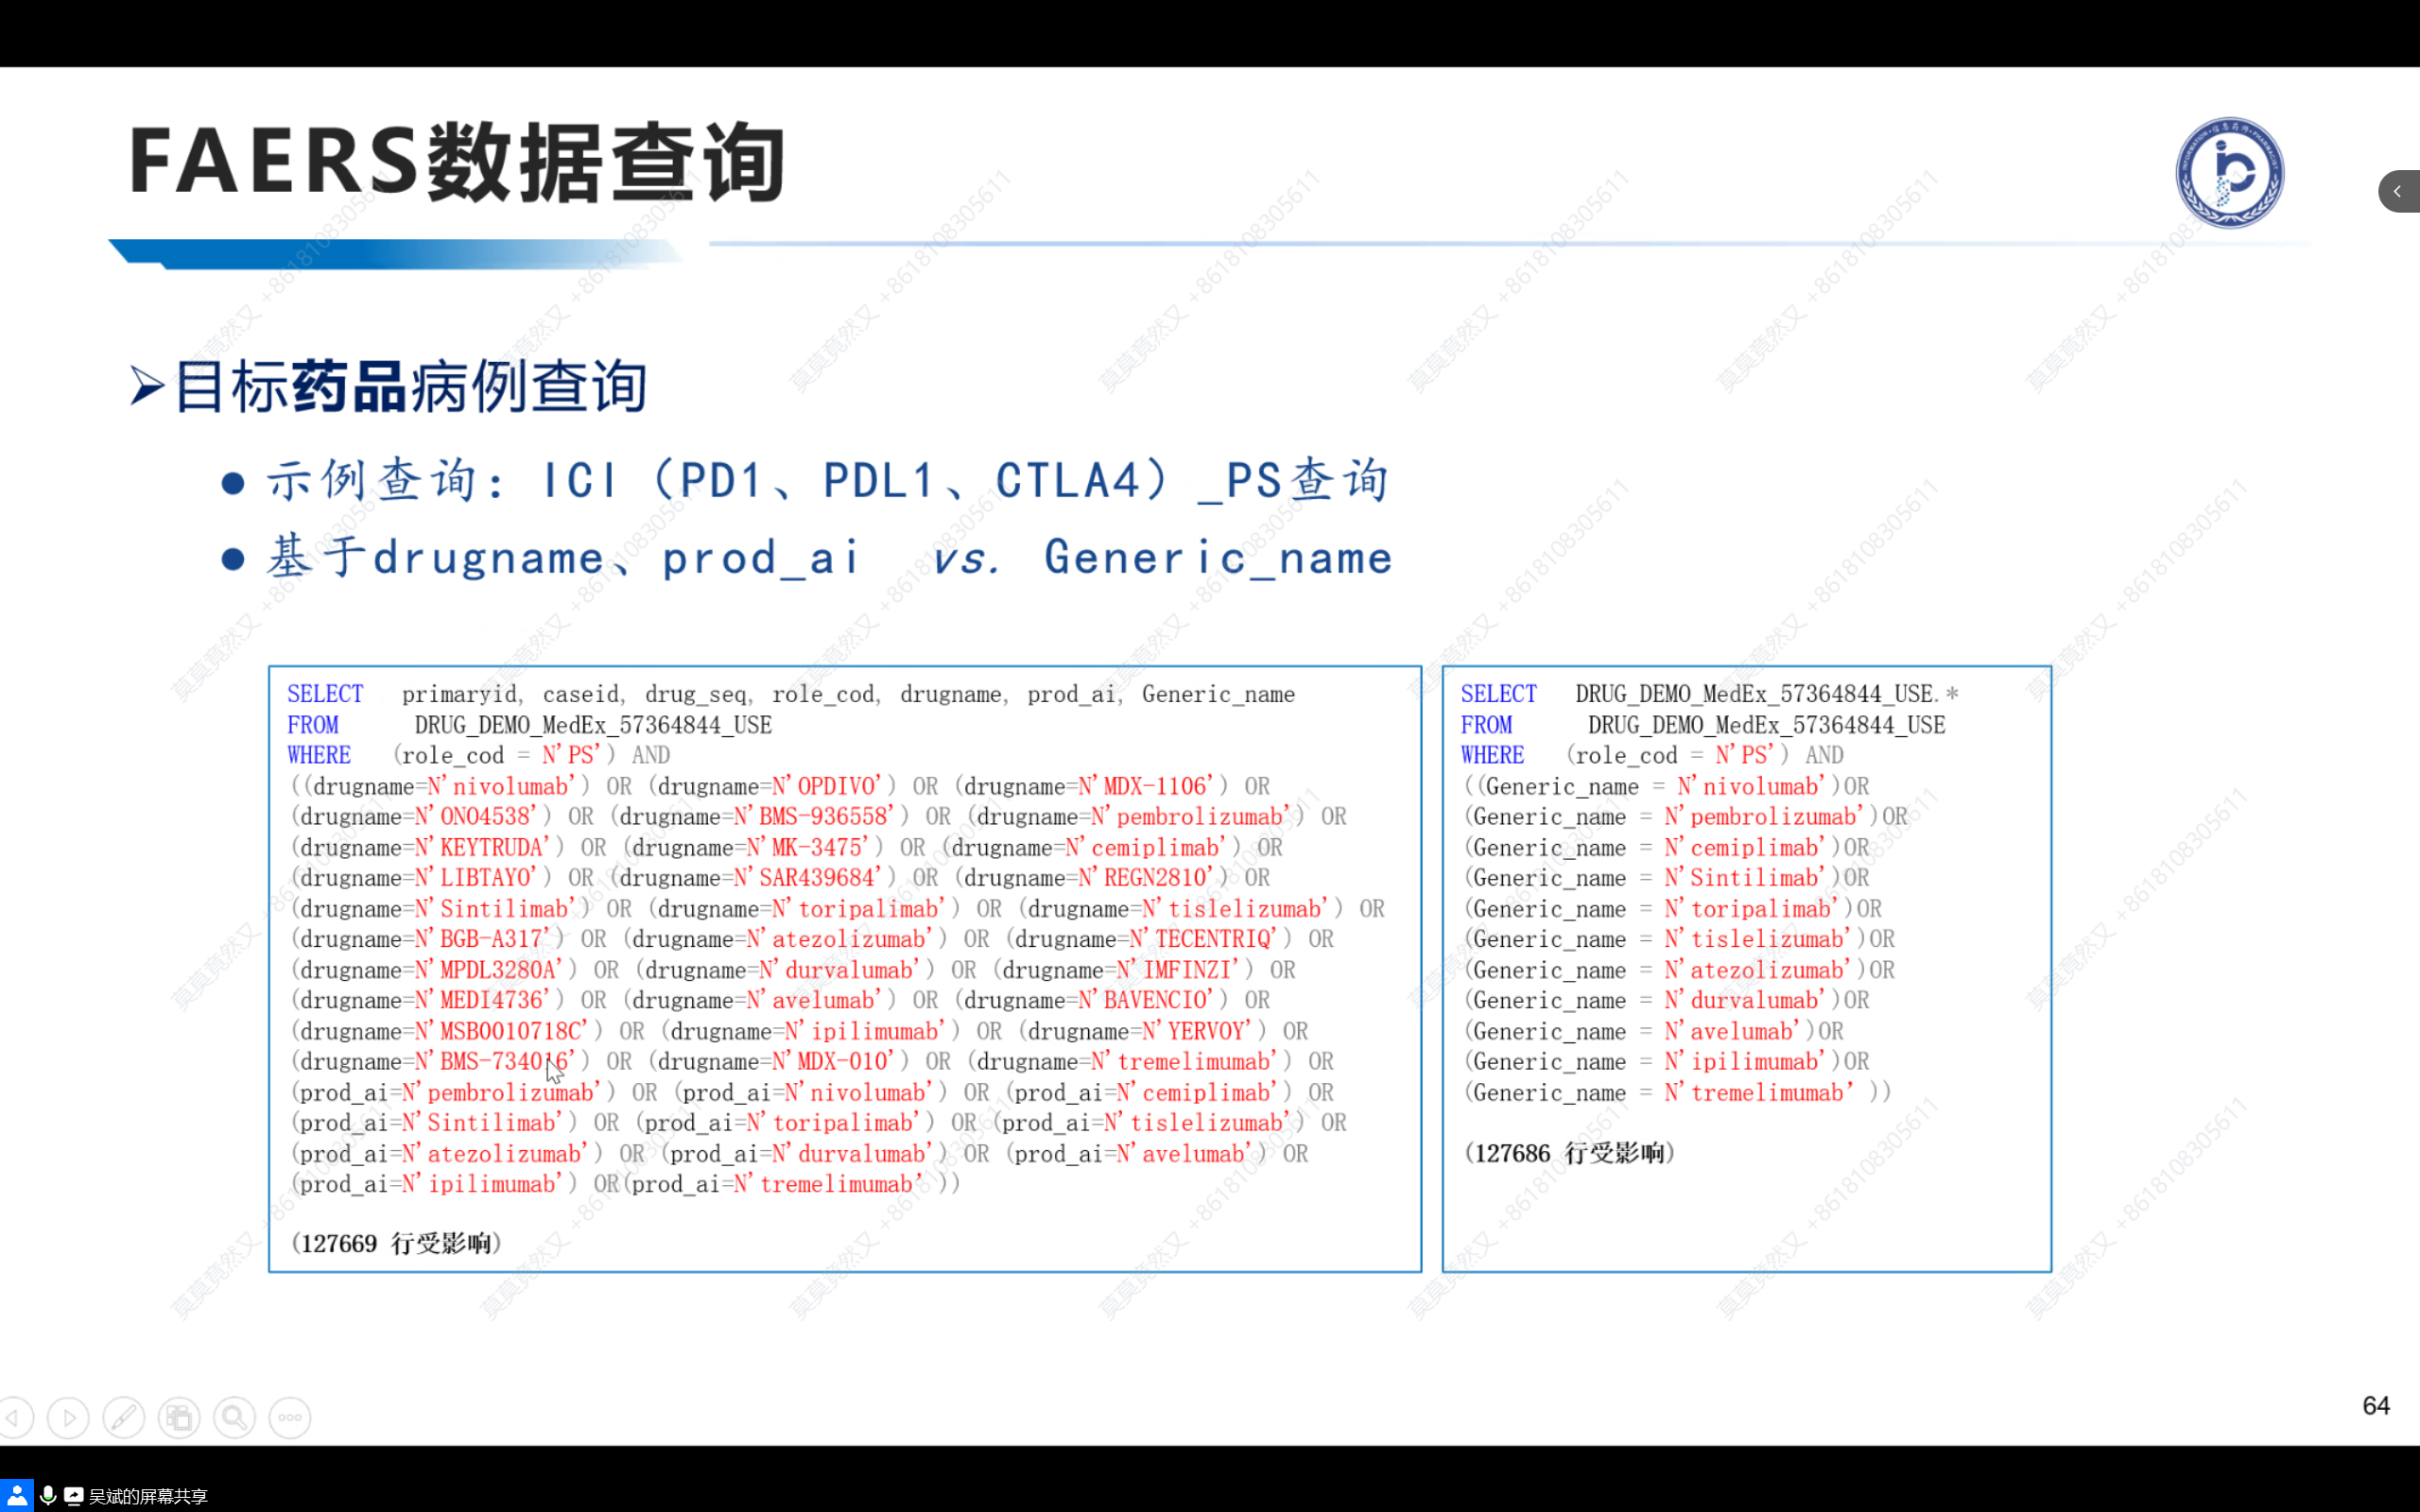 FAERS数据查询
➢目标药品病例查询
● 示例查询：ICI（PD1、PDL1、CTLA4）_PS查询
● 基于drugname、prod_ai vs. Generic_name
SELECT primaryid, caseid, drug_seq, role_cod, drugname, prod_ai, Generic_name
FROM DRUG_DEMO_MedEx_57364844_USE
WHERE (role_cod = N'PS') AND
((drugname=N'nivolumab') OR (drugname=N'OPDIVO') OR (drugname=N'MDX-1106') OR
(drugname=N'ONO4538') OR (drugname=N'BMS-936558') OR (drugname=N'pembrolizumab') OR
(drugname=N'KEYTRUDA') OR (drugname=N'MK-3475') OR (drugname=N'cemiplimab') OR
(drugname=N'LIBTAYO') OR (drugname=N'SAR439684') OR (drugname=N'REGN2810') OR
(drugname=N'Sintilimab') OR (drugname=N'toripalimab') OR (drugname=N'tislelizumab') OR
(drugname=N'BGB-A317') OR (drugname=N'atezolizumab') OR (drugname=N'TECENTRIQ') OR
(drugname=N'MPDL3280A') OR (drugname=N'durvalumab') OR (drugname=N'IMFINZI') OR
(drugname=N'MEDI4736') OR (drugname=N'avelumab') OR (drugname=N'BAVENCIO') OR
(drugname=N'MSB0010718C') OR (drugname=N'ipilimumab') OR (drugname=N'YERVOY') OR
(drugname=N'BMS-734016') OR (drugname=N'MDX-010') OR (drugname=N'tremelimumab') OR
(prod_ai=N'pembrolizumab') OR (prod_ai=N'nivolumab') OR (prod_ai=N'cemiplimab') OR
(prod_ai=N'Sintilimab') OR (prod_ai=N'toripalimab') OR (prod_ai=N'tislelizumab') OR
(prod_ai=N'atezolizumab') OR (prod_ai=N'durvalumab') OR (prod_ai=N'avelumab') OR
(prod_ai=N'ipilimumab') OR(prod_ai=N'tremelimumab’ ))
(127669 行受影响)
SELECT DRUG_DEMO_MedEx_57364844_USE.*
FROM DRUG_DEMO_MedEx_57364844_USE
WHERE (role_cod = N'PS') AND
((Generic_name = N'nivolumab')OR
(Generic_name = N'pembrolizumab')OR
(Generic_name = N'cemiplimab')OR
(Generic_name = N'Sintilimab')OR
(Generic_name = N'toripalimab')OR
(Generic_name = N'tislelizumab')OR
(Generic_name = N'atezolizumab')OR
(Generic_name = N'durvalumab')OR
(Generic_name = N'avelumab')OR
(Generic_name = N'ipilimumab')OR
(Generic_name = N'tremelimumab’ ))
(127686 行受影响)
64
吴斌的屏幕共享